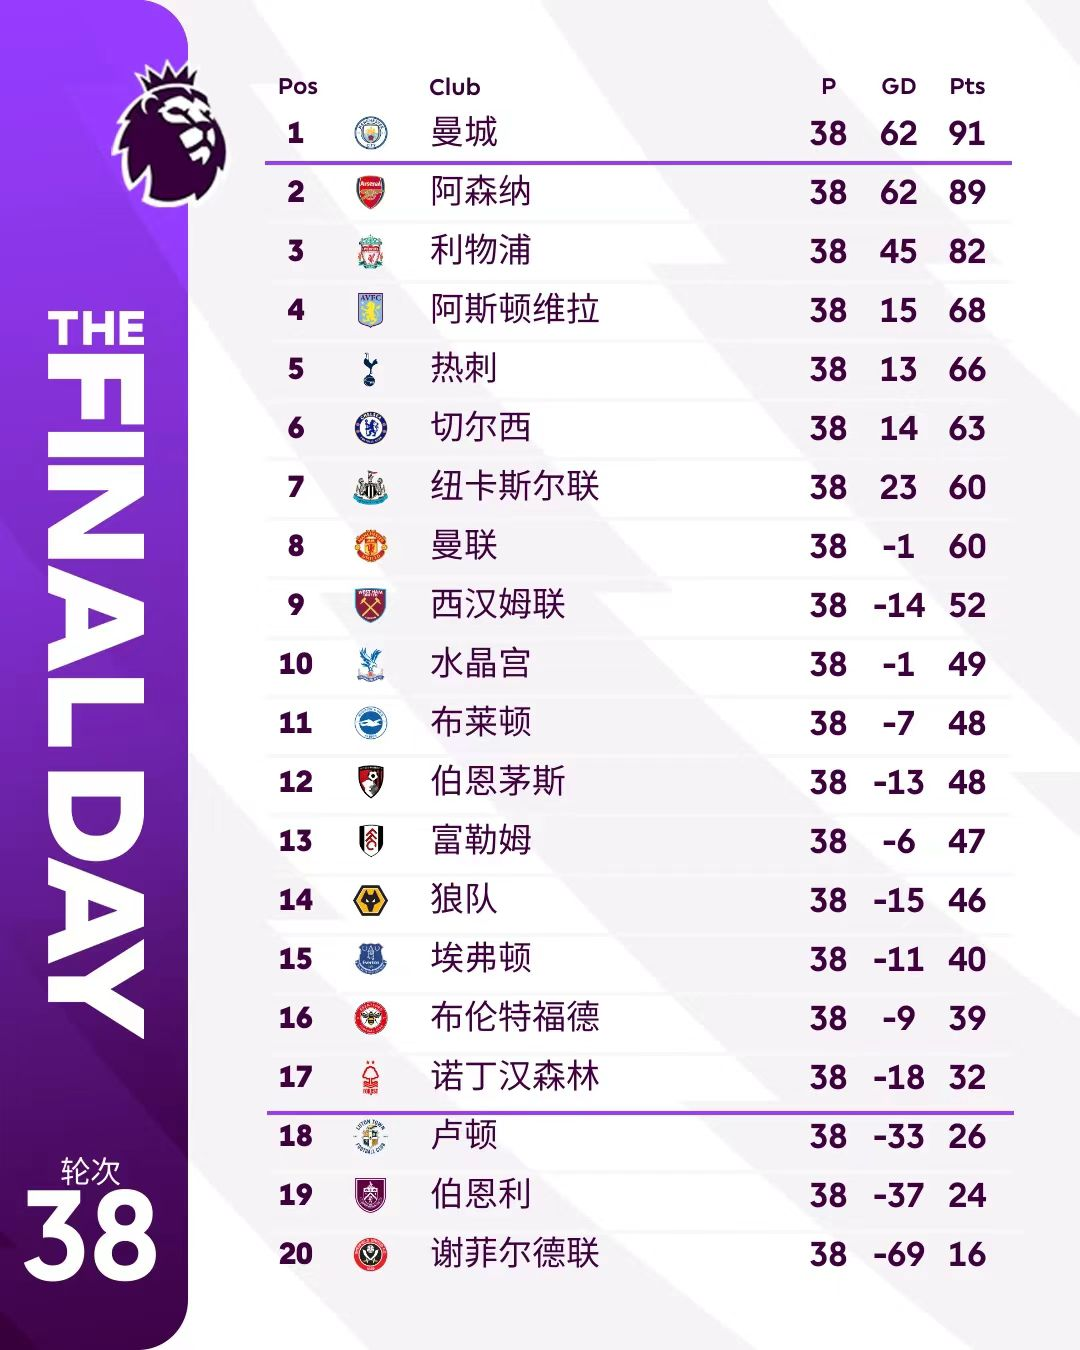 THE
FINAL DAY
轮次
38
Pos Club P GD Pts
1 曼城 38 62 91
2 阿森纳 38 62 89
3 利物浦 38 45 82
4 阿斯顿维拉 38 15 68
5 热刺 38 13 66
6 切尔西 38 14 63
7 纽卡斯尔联 38 23 60
8 曼联 38 -1 60
9 西汉姆联 38 -14 52
10 水晶宫 38 -1 49
11 布莱顿 38 -7 48
12 伯恩茅斯 38 -13 48
13 富勒姆 38 -6 47
14 狼队 38 -15 46
15 埃弗顿 38 -11 40
16 布伦特福德 38 -9 39
17 诺丁汉森林 38 -18 32
18 卢顿 38 -33 26
19 伯恩利 38 -37 24
20 谢菲尔德联 38 -69 16